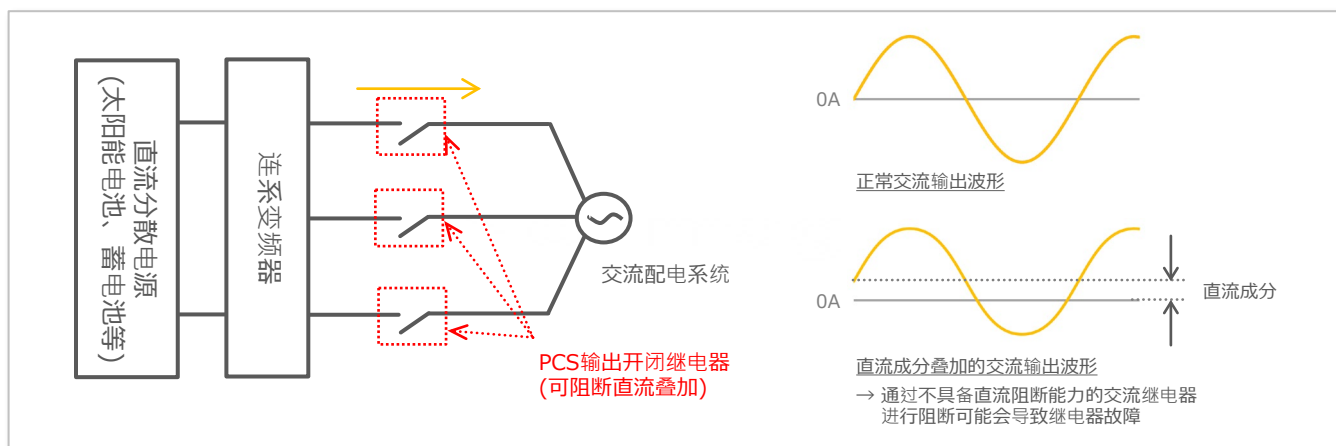 直流分散电源
(太阳能电池、蓄电池等)
连系变频器
交流配电系统
PCS输出开闭继电器
(可阻断直流叠加)
0A
正常交流输出波形
0A
直流成分
直流成分叠加的交流输出波形
→ 通过不具备直流阻断能力的交流继电器
进行阻断可能会导致继电器故障